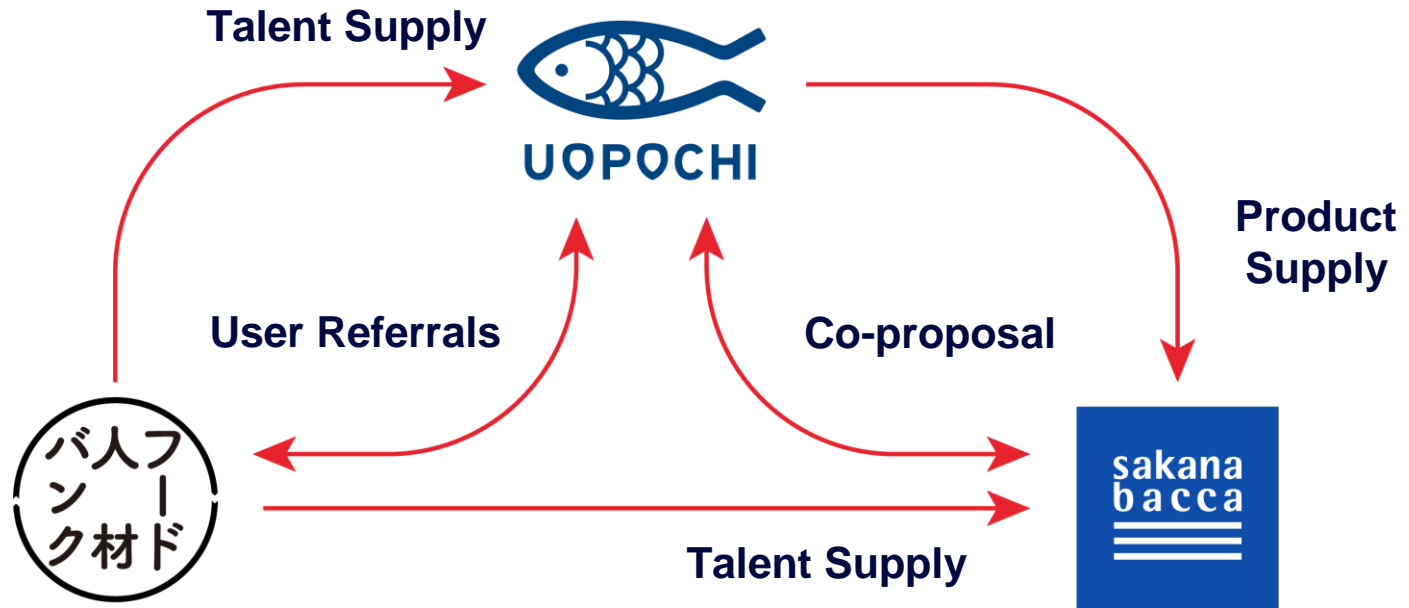 Talent Supply
UOPOCHI
Product
Supply
User Referrals
Co-proposal
フード
人材
バンク
sakana
bacca
Talent Supply